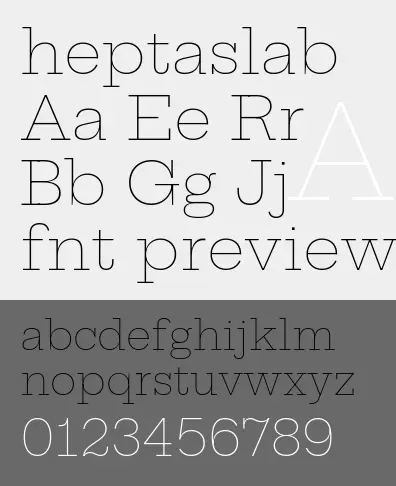 heptaslab
Aa Ee Rr
A
Bb Gg Jj
fnt preview
abcdefghijklm
nopqrstuvwxyz
0123456789